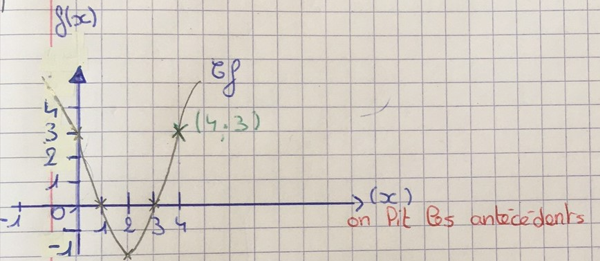 f(x)
Cf
4
3
2
1
0
-1
(4;3)
-1
1 2 3 4
(x)
on lit les antécédents